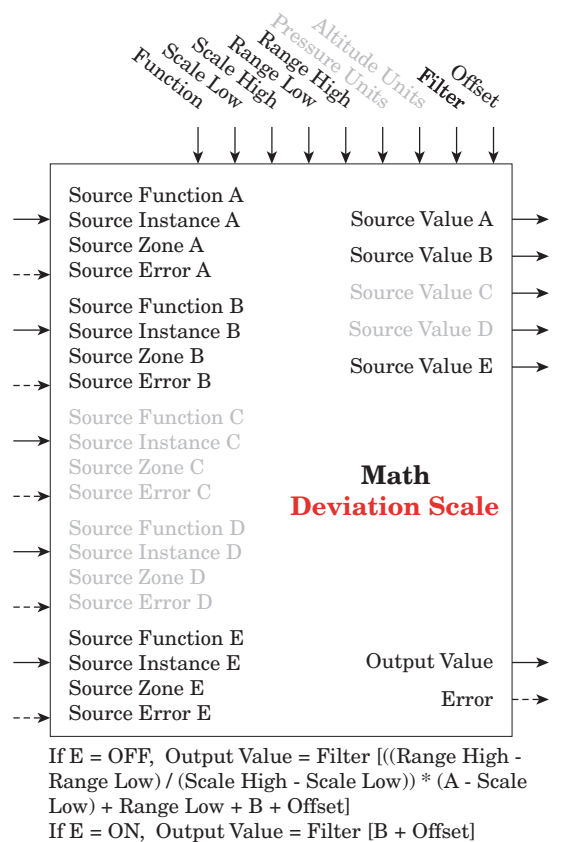 Function
Scale Low
Scale High
Range Low
Range High
Pressure Units
Altitude Units
Filter
Offset
Source Function A
Source Instance A
Source Zone A
Source Error A
Source Function B
Source Instance B
Source Zone B
Source Error B
Source Function C
Source Instance C
Source Zone C
Source Error C
Source Function D
Source Instance D
Source Zone D
Source Error D
Source Function E
Source Instance E
Source Zone E
Source Error E
Source Value A
Source Value B
Source Value C
Source Value D
Source Value E
Math
Deviation Scale
Output Value
Error
If E = OFF, Output Value = Filter [((Range High -
Range Low) / (Scale High - Scale Low)) * (A - Scale
Low) + Range Low + B + Offset]
If E = ON, Output Value = Filter [B + Offset]